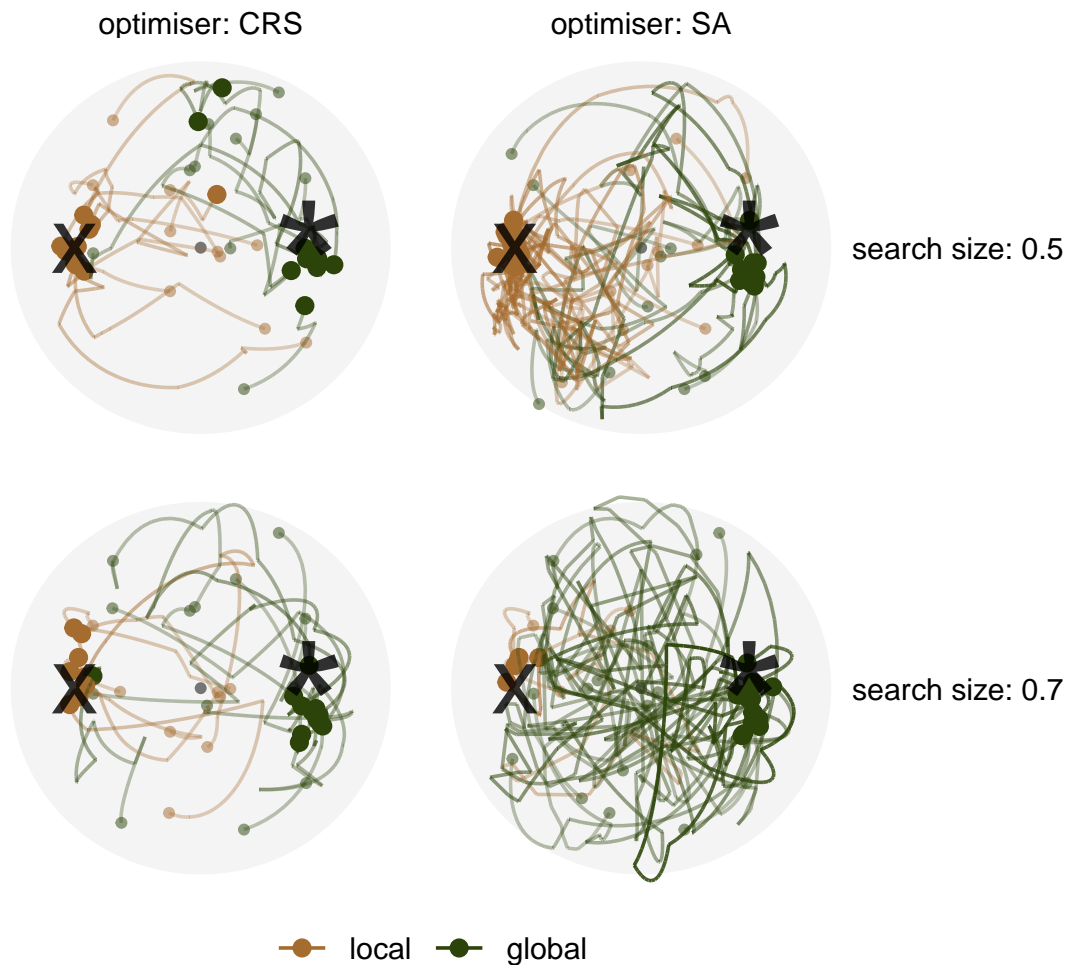 optimiser: CRS
optimiser: SA
search size: 0.5
search size: 0.7
local
global